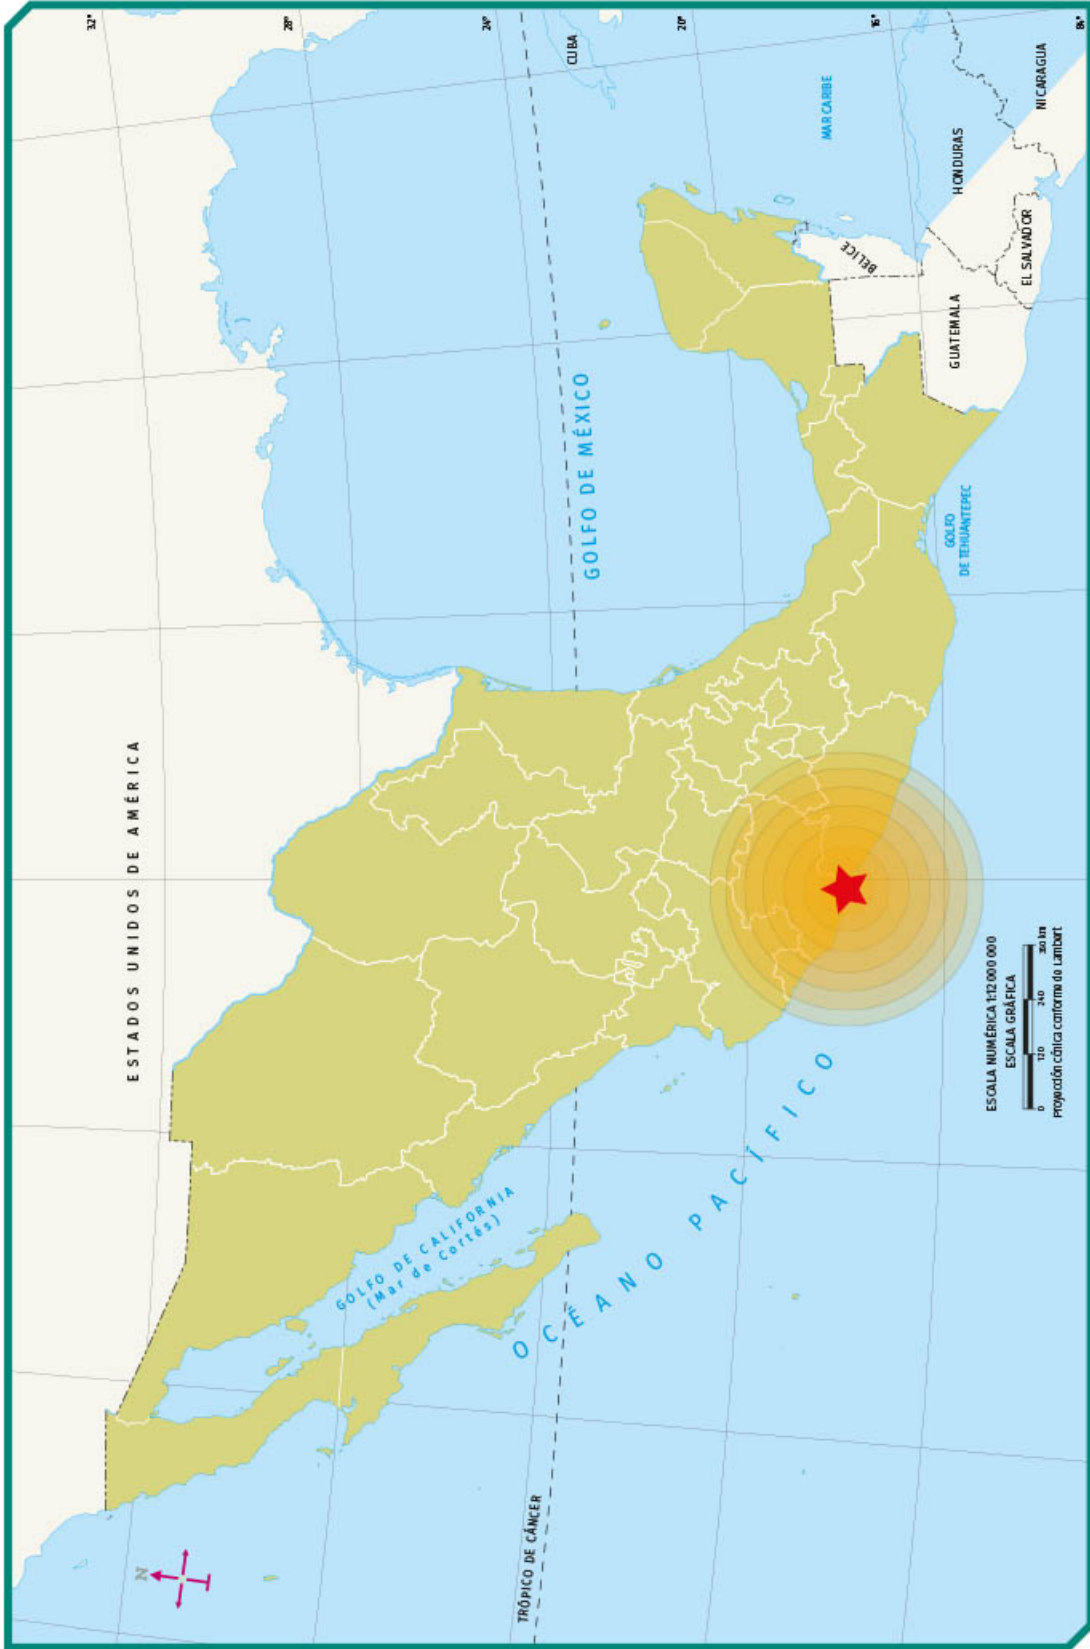 32°
ESTADOS UNIDOS DE AMÉRICA
N
28°
GOLFO DE CALIFORNIA
(Mar de Cortés)
24°
TRÓPICO DE CÁNCER
GOLFO DE MÉXICO
CUBA
OCÉANO PACÍFICO
20°
MAR CARIBE
BELICE
16°
GOLFO
DE TEHUANTEPEC
GUATEMALA
HONDURAS
EL SALVADOR
NICARAGUA
84°
ESCALA NUMÉRICA 1:12 000 000
ESCALA GRÁFICA
0 120 240 360 km
Proyección cónica conforme de Lambert